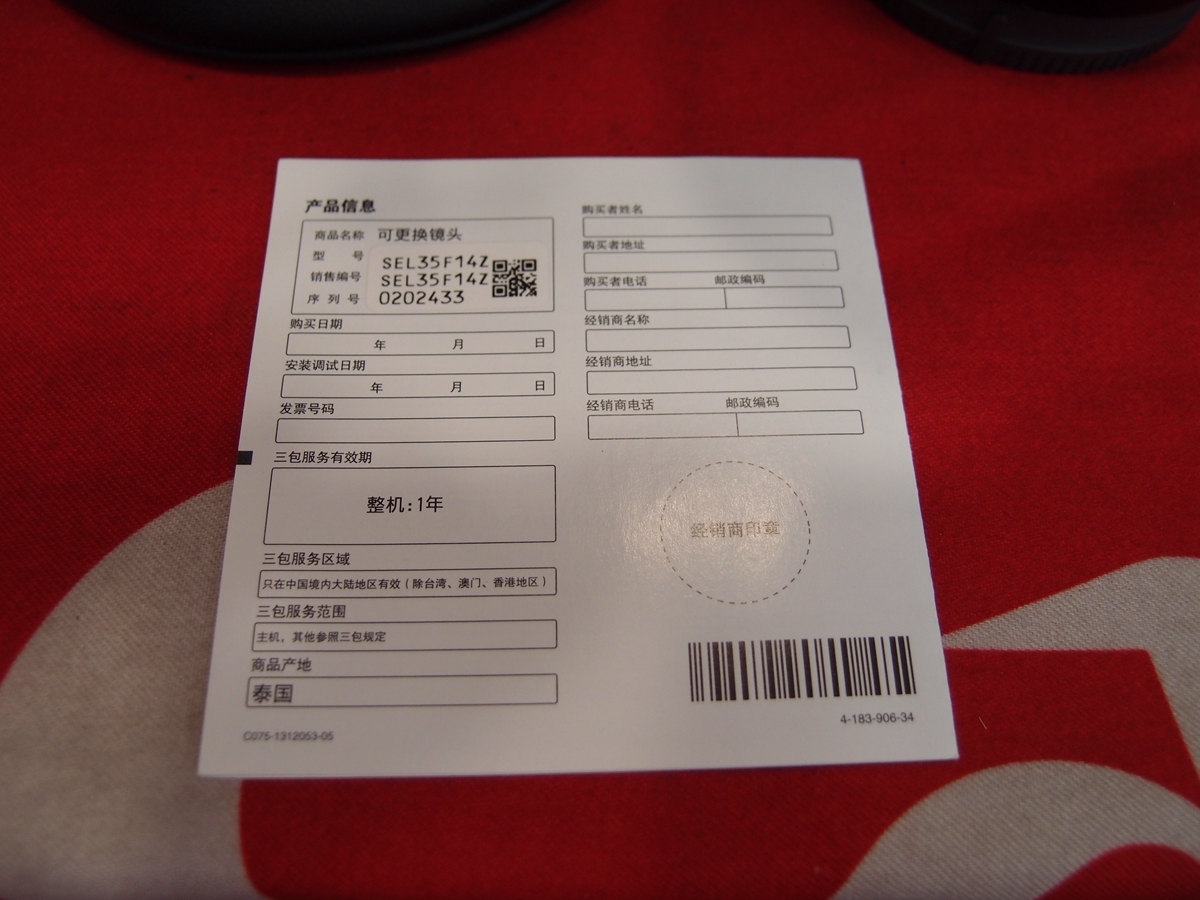 产品信息
商品名称 可更换镜头
型 号 SEL35F14Z
销售编号 SEL35F14Z
序列号 0202433
购买日期
年 月 日
安装调试日期
年 月 日
发票号码
三包服务有效期
整机:1年
三包服务区域
只在中国境内大陆地区有效(除台湾、澳门、香港地区)
三包服务范围
主机,其他参照三包规定
商品产地
泰国
C075-1312053-05
购买者姓名
购买者地址
购买者电话 邮政编码
经销商名称
经销商地址
经销商电话 邮政编码
经销商印章
4-183-906-34